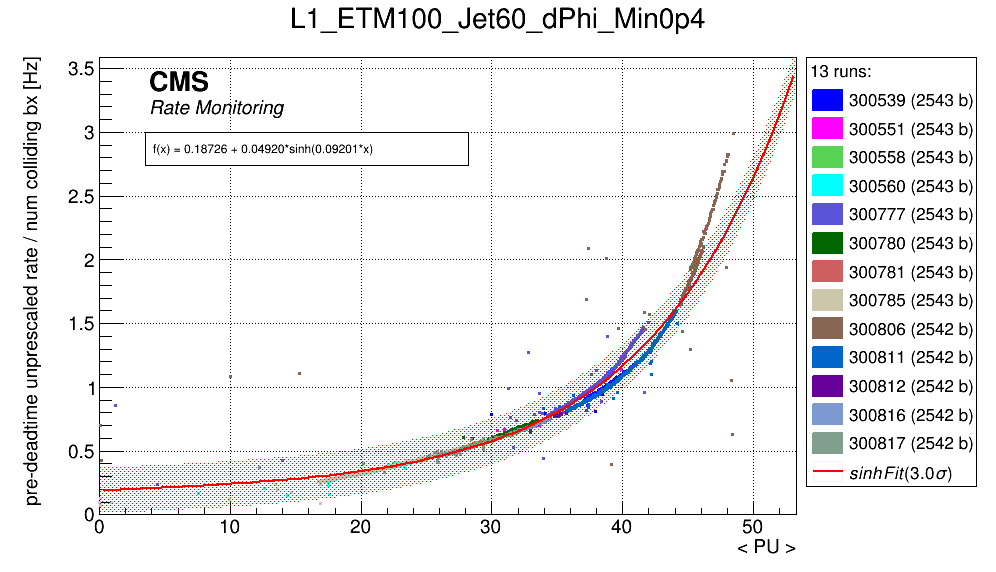 L1_ETM100_Jet60_dPhi_Min0p4
pre-deadtime unprescaled rate / num colliding bx [Hz]
3.5
3
2.5
2
1.5
1
0.5
0
CMS
Rate Monitoring
f(x) = 0.18726 + 0.04920*sinh(0.09201*x)
0 10 20 30 40 50
< PU >
13 runs:
300539 (2543 b)
300551 (2543 b)
300558 (2543 b)
300560 (2543 b)
300777 (2543 b)
300780 (2543 b)
300781 (2543 b)
300785 (2543 b)
300806 (2542 b)
300811 (2542 b)
300812 (2542 b)
300816 (2542 b)
300817 (2542 b)
sinhFit(3.0σ)